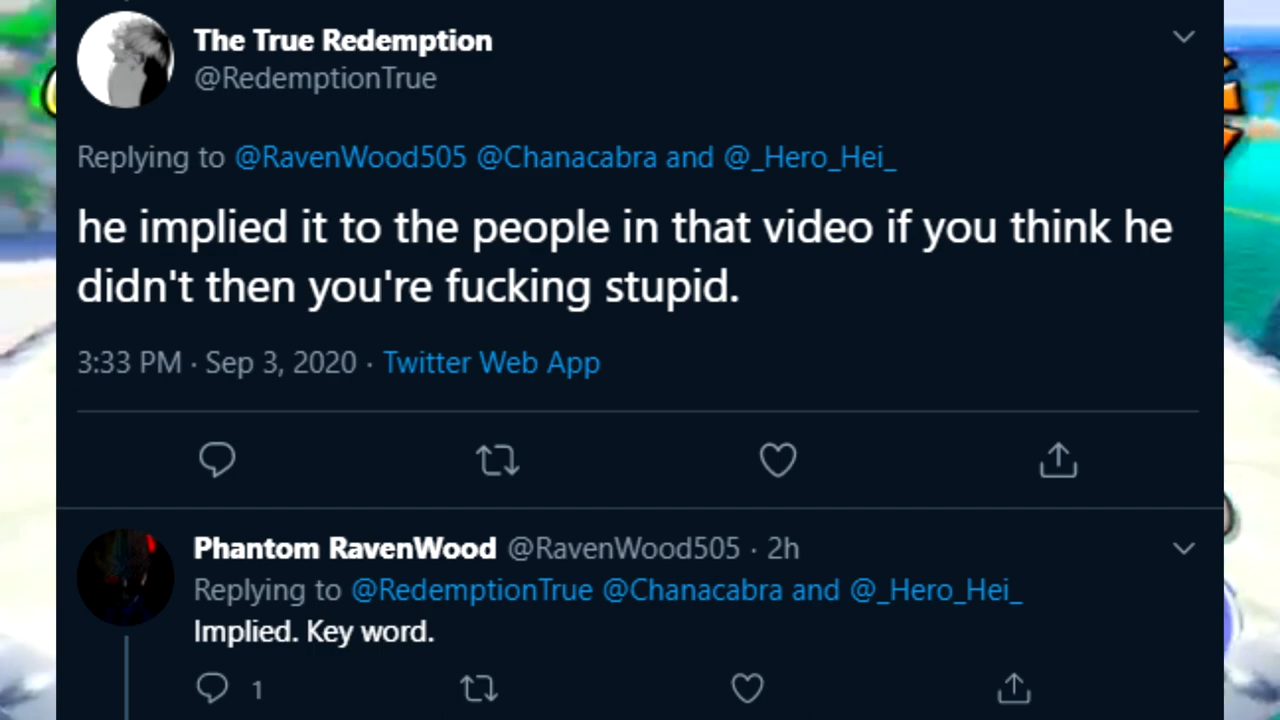 The True Redemption
@RedemptionTrue
Replying to @RavenWood505 @Chanacabra and @_Hero_Hei_
he implied it to the people in that video if you think he
didn't then you're fucking stupid.
3:33 PM · Sep 3, 2020 · Twitter Web App
Phantom RavenWood @RavenWood505 · 2h
Replying to @RedemptionTrue @Chanacabra and @_Hero_Hei_
Implied. Key word.
1